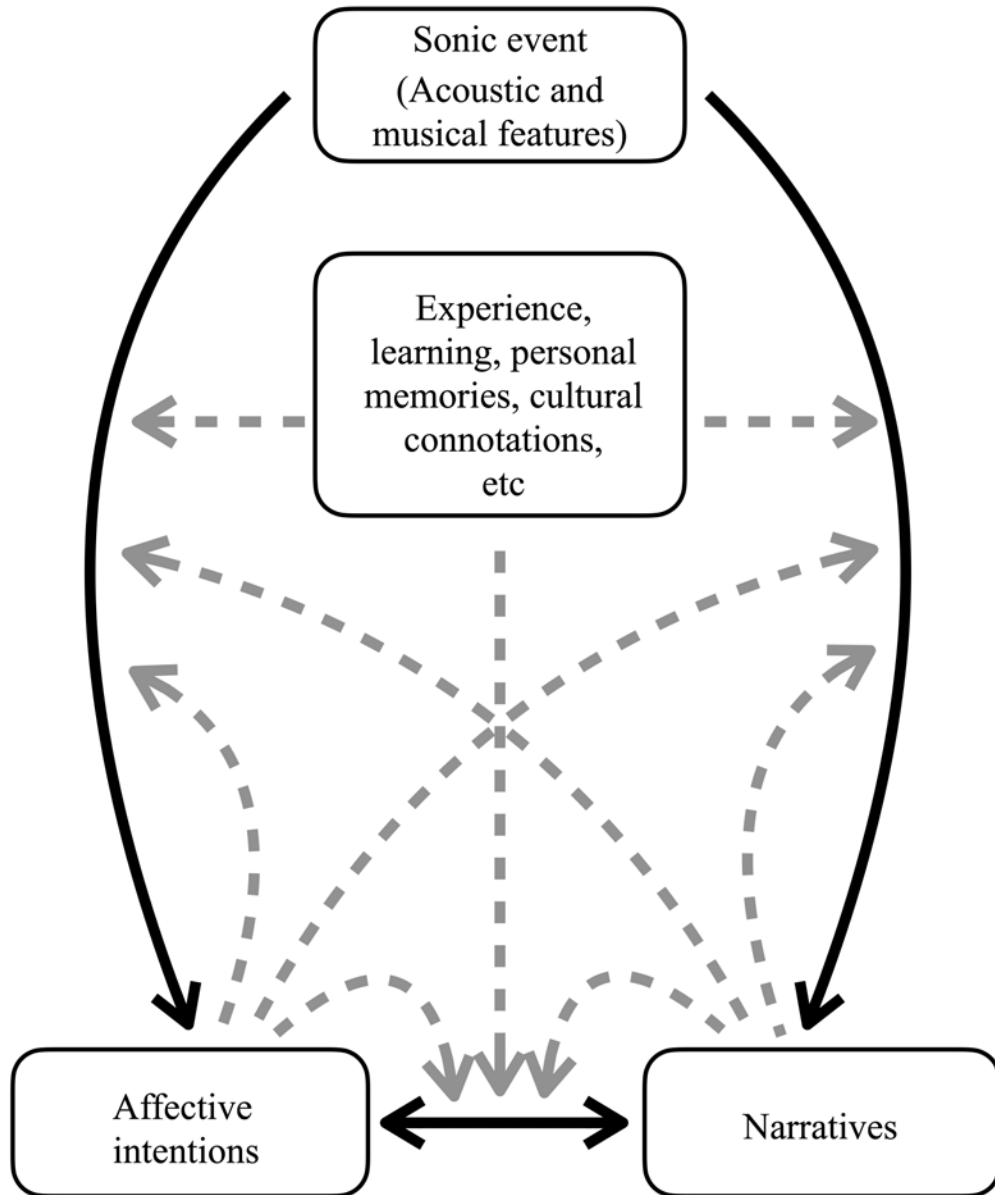 Sonic event
(Acoustic and
musical features)
Experience,
learning, personal
memories, cultural
connotations,
etc
Affective
intentions
Narratives